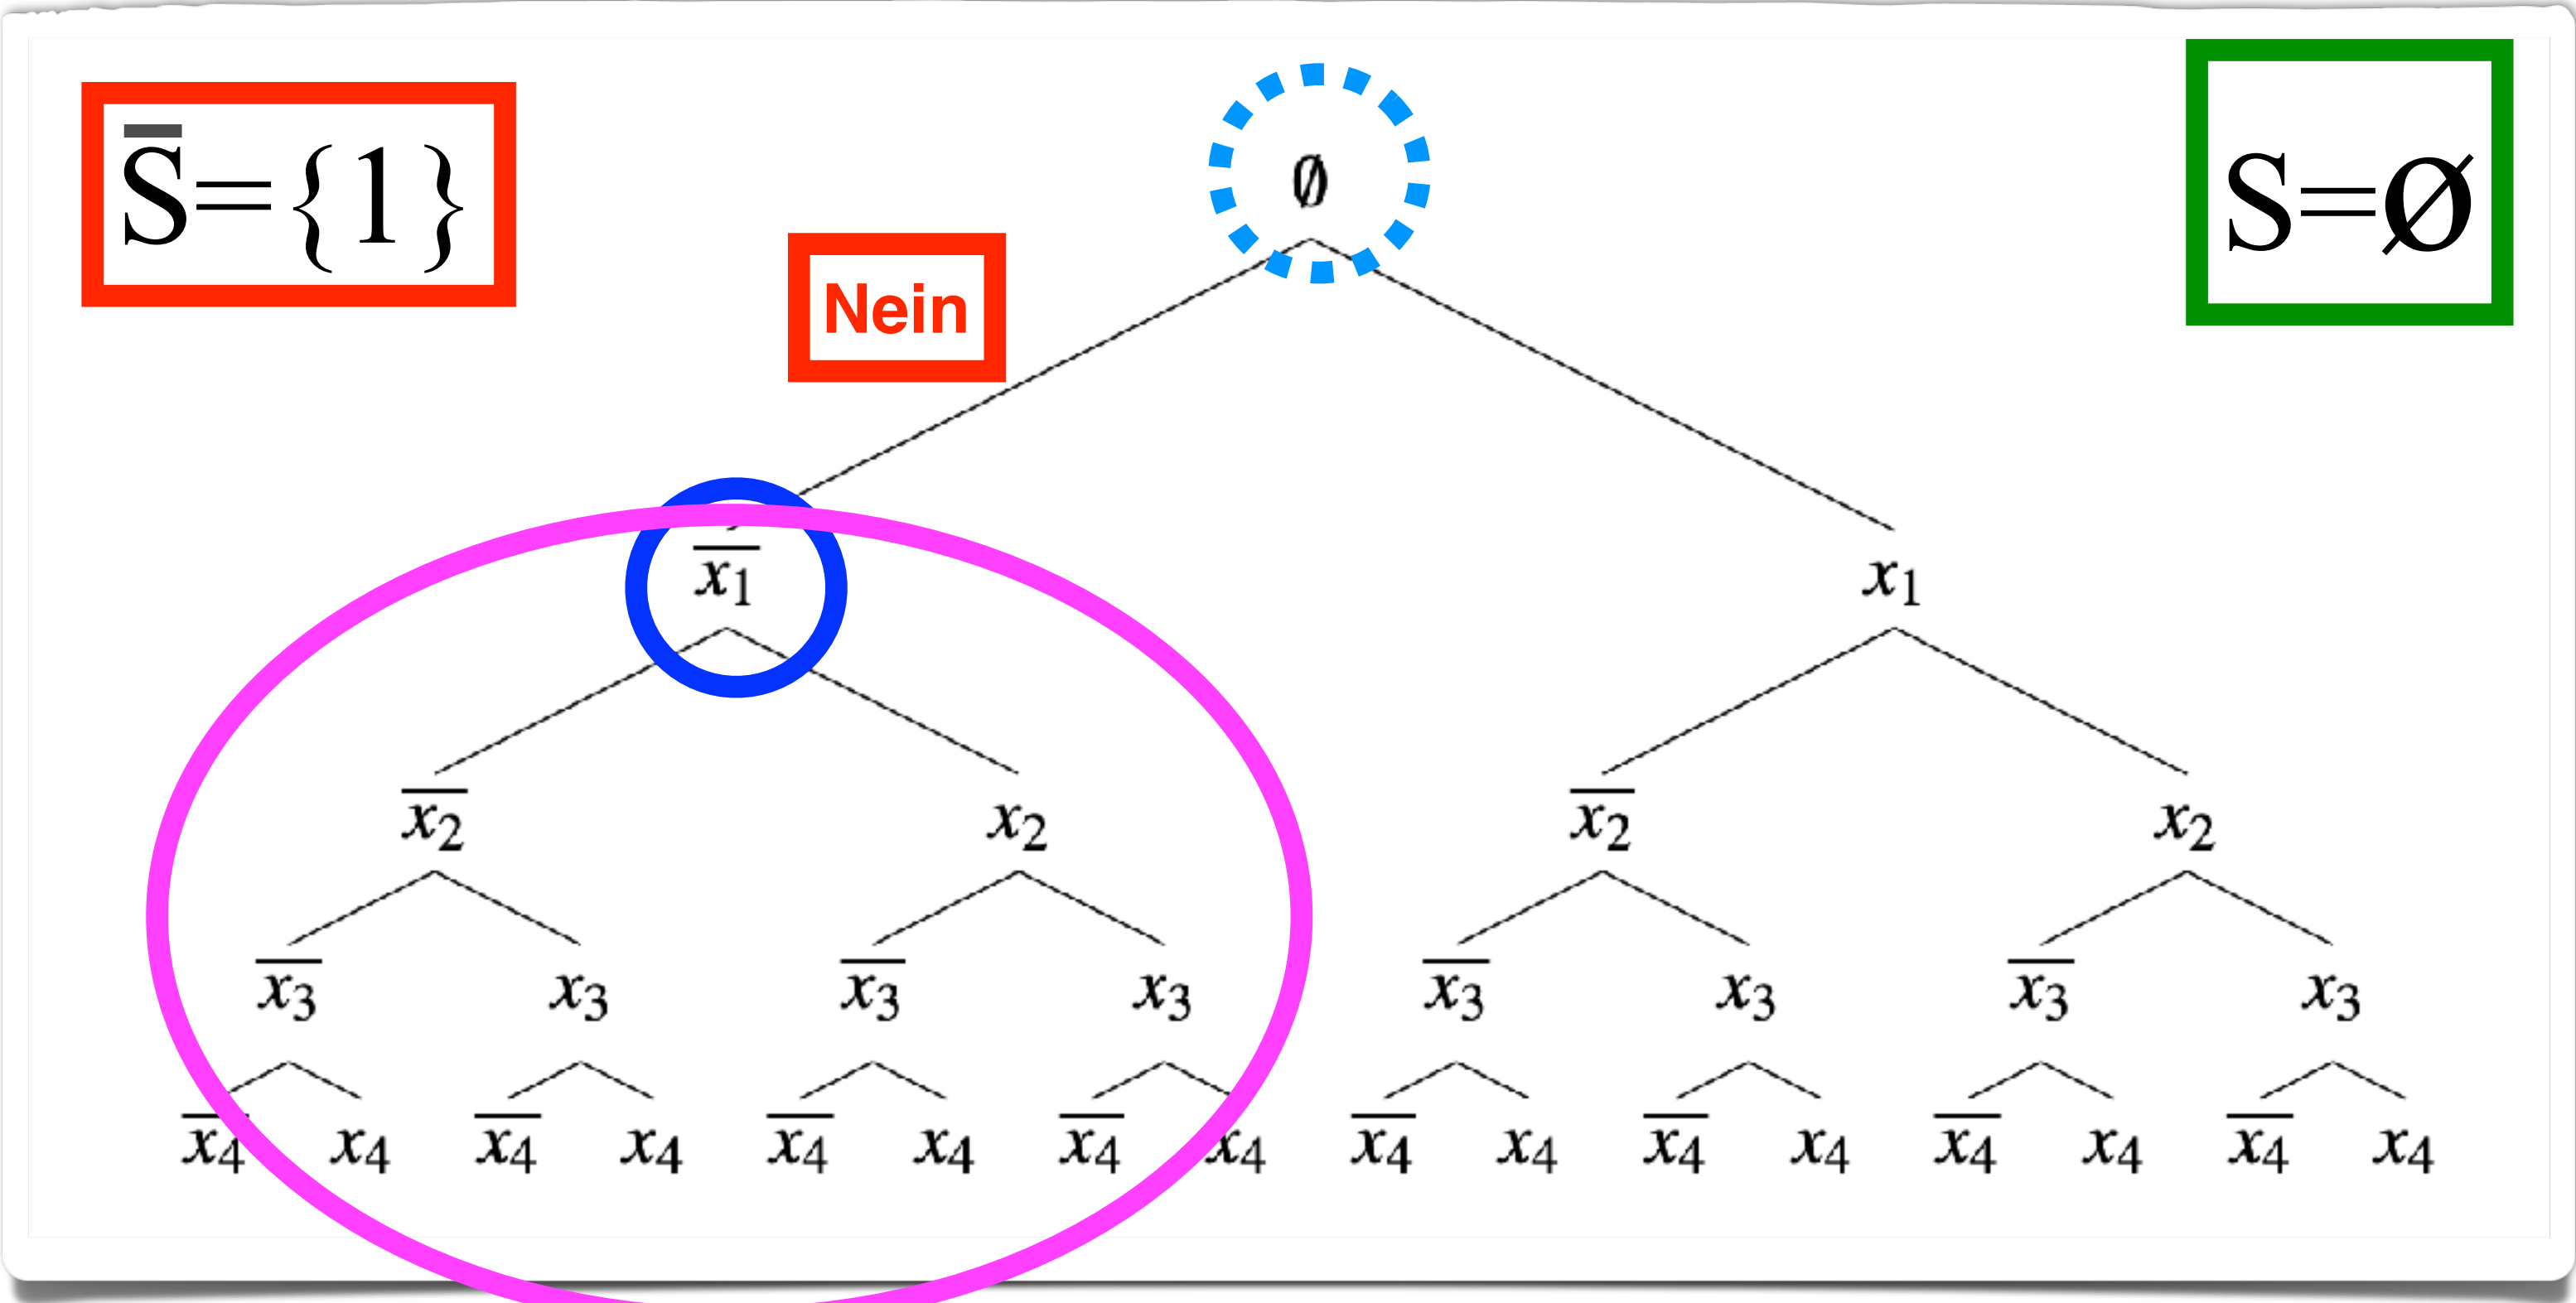 S̅={1}
∅
S=Ø
Nein
x̅₁ x₁
x̅₂ x₂ x̅₂ x₂
x̅₃ x₃ x̅₃ x₃ x̅₃ x₃ x̅₃ x₃
x̅₄ x₄ x̅₄ x₄ x̅₄ x₄ x̅₄ x₄ x̅₄ x₄ x̅₄ x₄ x̅₄ x₄ x̅₄ x₄